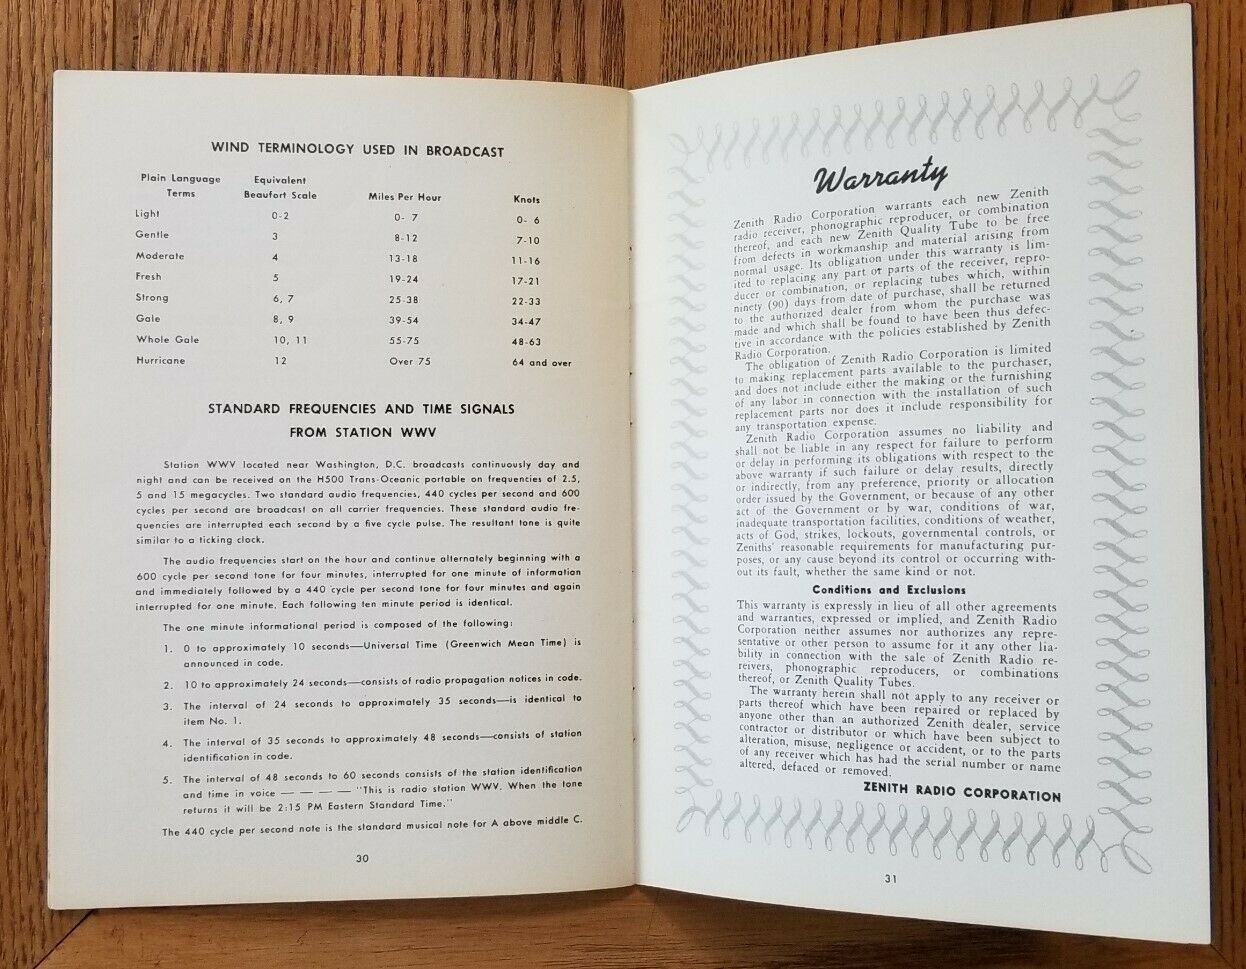 WIND TERMINOLOGY USED IN BROADCAST
Plain Language Terms Equivalent Beaufort Scale Miles Per Hour Knots
Light 0-2 0- 7 0- 6
Gentle 3 8-12 7-10
Moderate 4 13-18 11-16
Fresh 5 19-24 17-21
Strong 6, 7 25-38 22-33
Gale 8, 9 39-54 34-47
Whole Gale 10, 11 55-75 48-63
Hurricane 12 Over 75 64 and over
STANDARD FREQUENCIES AND TIME SIGNALS
FROM STATION WWV
Station WWV located near Washington, D.C. broadcasts continuously day and
night and can be received on the H500 Trans-Oceanic portable on frequencies of 2.5,
5 and 15 megacycles. Two standard audio frequencies, 440 cycles per second and 600
cycles per second are broadcast on all carrier frequencies. These standard audio fre-
quencies are interrupted each second by a five cycle pulse. The resultant tone is quite
similar to a ticking clock.
The audio frequencies start on the hour and continue alternately beginning with a
600 cycle per second tone for four minutes, interrupted for one minute of information
and immediately followed by a 440 cycle per second tone for four minutes and again
interrupted for one minute. Each following ten minute period is identical.
The one minute informational period is composed of the following:
1. 0 to approximately 10 seconds—Universal Time (Greenwich Mean Time) is
announced in code.
2. 10 to approximately 24 seconds—consists of radio propagation notices in code.
3. The interval of 24 seconds to approximately 35 seconds—is identical to
item No. 1.
4. The interval of 35 seconds to approximately 48 seconds—consists of station
identification in code.
5. The interval of 48 seconds to 60 seconds consists of the station identification
and time in voice — — — — "This is radio station WWV. When the tone
returns it will be 2:15 PM Eastern Standard Time."
The 440 cycle per second note is the standard musical note for A above middle C.
30
Warranty
Zenith Radio Corporation warrants each new Zenith
radio receiver, phonographic reproducer, or combination
thereof, and each new Zenith Quality Tube to be free
from defects in workmanship and material arising from
normal usage. Its obligation under this warranty is lim-
ited to replacing any part or parts of the receiver, repro-
ducer or combination, or replacing tubes which, within
ninety (90) days from date of purchase, shall be returned
to the authorized dealer from whom the purchase was
made and which shall be found to have been thus defec-
tive in accordance with the policies established by Zenith
Radio Corporation.
The obligation of Zenith Radio Corporation is limited
to making replacement parts available to the purchaser,
and does not include either the making or the furnishing
of any labor in connection with the installation of such
replacement parts nor does it include responsibility for
any transportation expense.
Zenith Radio Corporation assumes no liability and
shall not be liable in any respect for failure to perform
or delay in performing its obligations with respect to the
above warranty if such failure or delay results, directly
or indirectly, from any preference, priority or allocation
order issued by the Government, or because of any other
act of the Government or by war, conditions of war,
inadequate transportation facilities, conditions of weather,
acts of God, strikes, lockouts, governmental controls, or
Zeniths' reasonable requirements for manufacturing pur-
poses, or any cause beyond its control or occurring with-
out its fault, whether the same kind or not.
Conditions and Exclusions
This warranty is expressly in lieu of all other agreements
and warranties, expressed or implied, and Zenith Radio
Corporation neither assumes nor authorizes any repre-
sentative or other person to assume for it any other lia-
bility in connection with the sale of Zenith Radio re-
ceivers, phonographic reproducers, or combinations
thereof, or Zenith Quality Tubes.
The warranty herein shall not apply to any receiver or
parts thereof which have been repaired or replaced by
anyone other than an authorized Zenith dealer, service
contractor or distributor or which have been subject to
alteration, misuse, negligence or accident, or to the parts
of any receiver which has had the serial number or name
altered, defaced or removed.
ZENITH RADIO CORPORATION
31